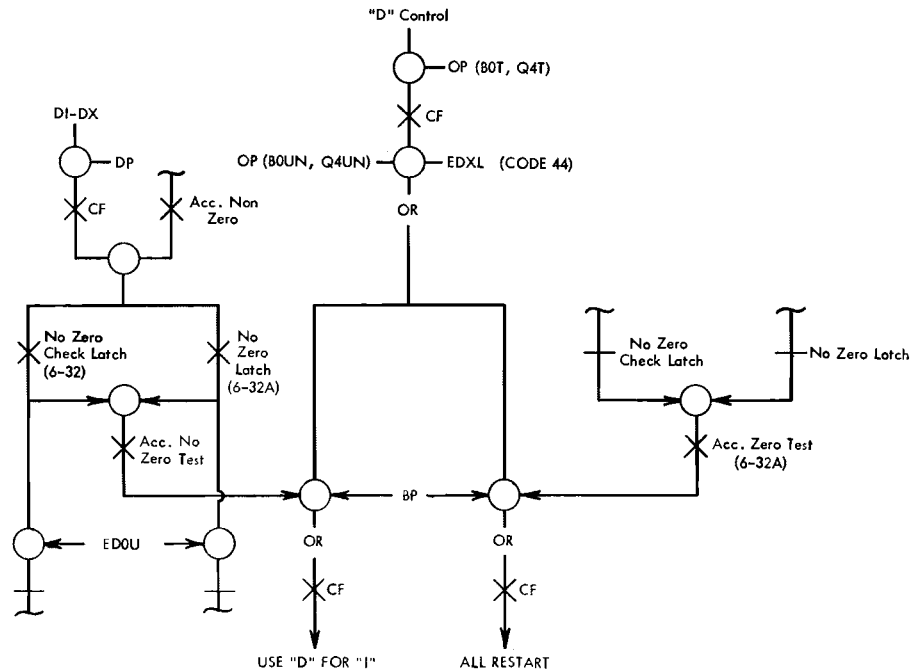 "D" Control
OP (B0T, Q4T)
CF
DI-DX
DP
OP (B0UN, Q4UN)
EDXL (CODE 44)
OR
CF
Acc. Non
Zero
No Zero
Check Latch
(6-32)
No
Zero
Latch
(6-32A)
No Zero
Check Latch
No Zero Latch
Acc. No
Zero Test
Acc. Zero Test
(6-32A)
BP
ED0U
OR
OR
CF
CF
USE "D" FOR "I"
ALL RESTART